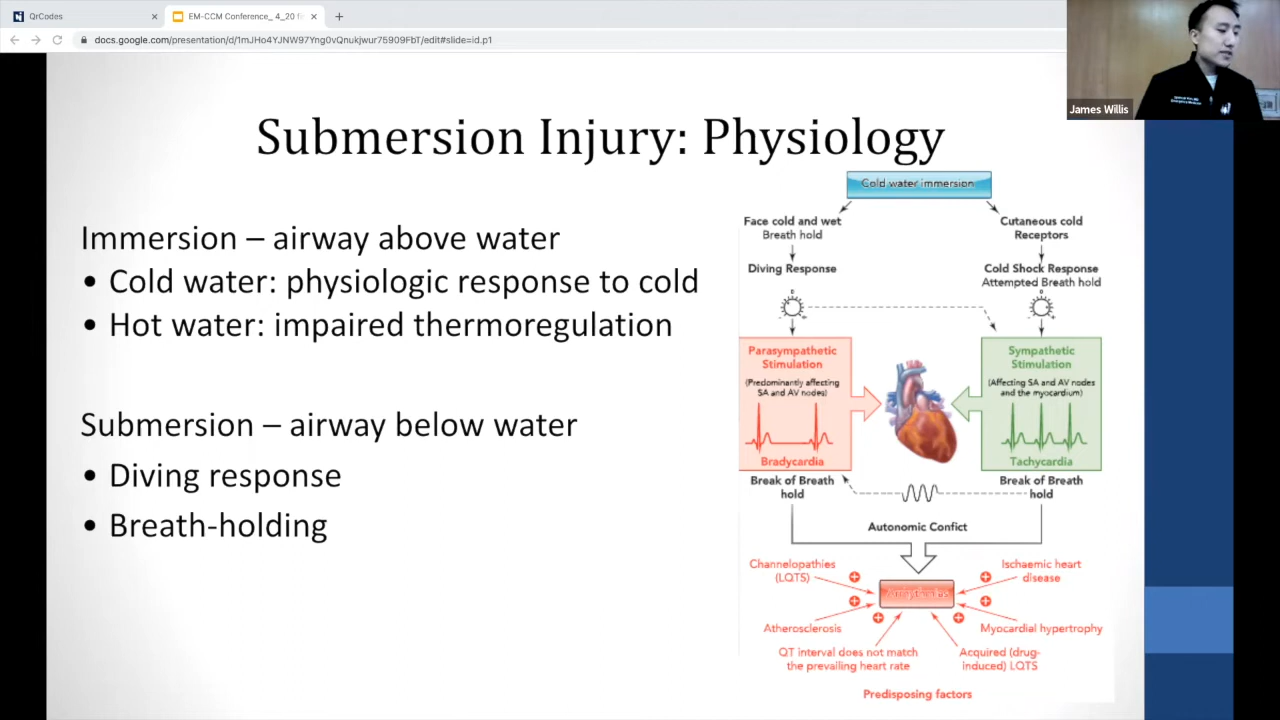 QrCodes
EM-CCM Conference_ 4_20 fi
docs.google.com/presentation/d/1mJHo4YJNW97Yng0vQnukjwur75909FbT/edit#slide=id.p1
James Willis
Submersion Injury: Physiology
Immersion – airway above water
• Cold water: physiologic response to cold
• Hot water: impaired thermoregulation
Submersion – airway below water
• Diving response
• Breath-holding
Cold water immersion
Face cold and wet
Breath hold
Cutaneous cold
Receptors
Diving Response
Cold Shock Response
Attempted Breath hold
Parasympathetic
Stimulation
(Predominantly affecting
SA and AV nodes)
Bradycardia
Sympathetic
Stimulation
(Affecting SA and AV nodes
and the myocardium)
Tachycardia
Break of Breath
hold
Break of Breath
hold
Autonomic Confict
Channelopathies
(LQTS)
Ischaemic heart
disease
Atherosclerosis
Myocardial hypertrophy
QT interval does not match
the prevailing heart rate
Acquired (drug-
induced) LQTS
Predisposing factors